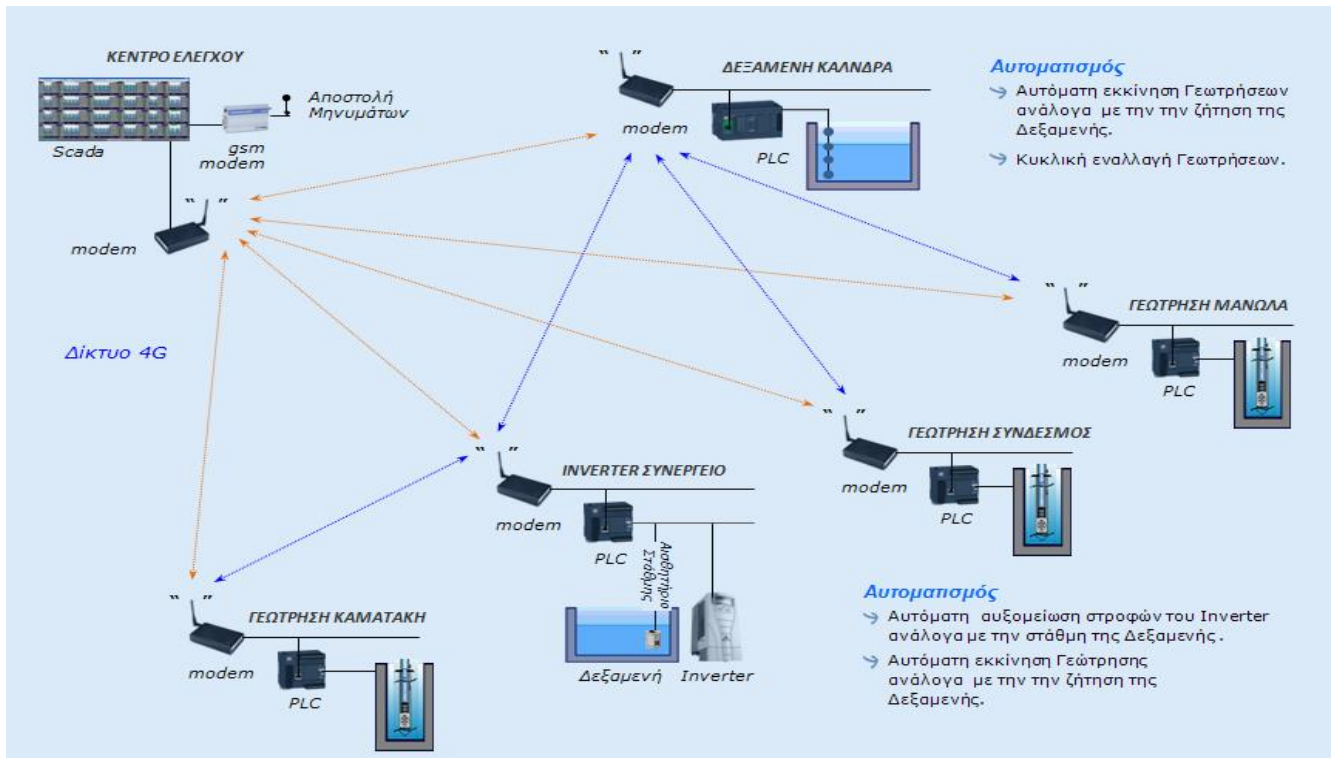 ΚΕΝΤΡΟ ΕΛΕΓΧΟΥ
Αποστολή
Μηνυμάτων
Scada
gsm
modem
modem
ΔΕΞΑΜΕΝΗ ΚΑΛΝΔΡΑ
modem
PLC
Αυτοματισμός
Αυτόματη εκκίνηση Γεωτρήσεων
ανάλογα με την την ζήτηση της
Δεξαμενής.
Κυκλική εναλλαγή Γεωτρήσεων.
Δίκτυο 4G
ΓΕΩΤΡΗΣΗ ΜΑΝΩΛΑ
modem
PLC
ΓΕΩΤΡΗΣΗ ΣΥΝΔΕΣΜΟΣ
modem
PLC
INVERTER ΣΥΝΕΡΓΕΙΟ
modem
PLC
Αισθητήριο
Στάθμης
Δεξαμενή
Inverter
ΓΕΩΤΡΗΣΗ ΚΑΜΑΤΑΚΗ
modem
PLC
Αυτοματισμός
Αυτόματη αυξομείωση στροφών του Inverter
ανάλογα με την στάθμη της Δεξαμενής .
Αυτόματη εκκίνηση Γεώτρησης
ανάλογα με την την ζήτηση της
Δεξαμενής.